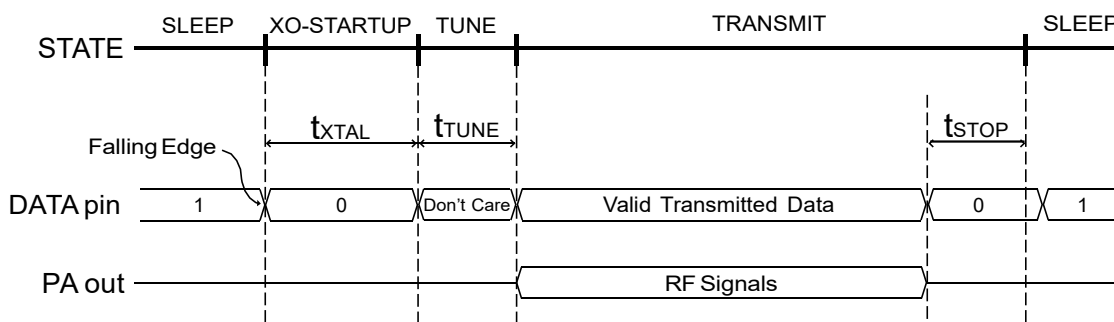 SLEEP XO-STARTUP TUNE TRANSMIT SLEEP
STATE
tXTAL tTUNE tSTOP
Falling Edge
DATA pin 1 0 Don't Care Valid Transmitted Data 0 1
PA out RF Signals